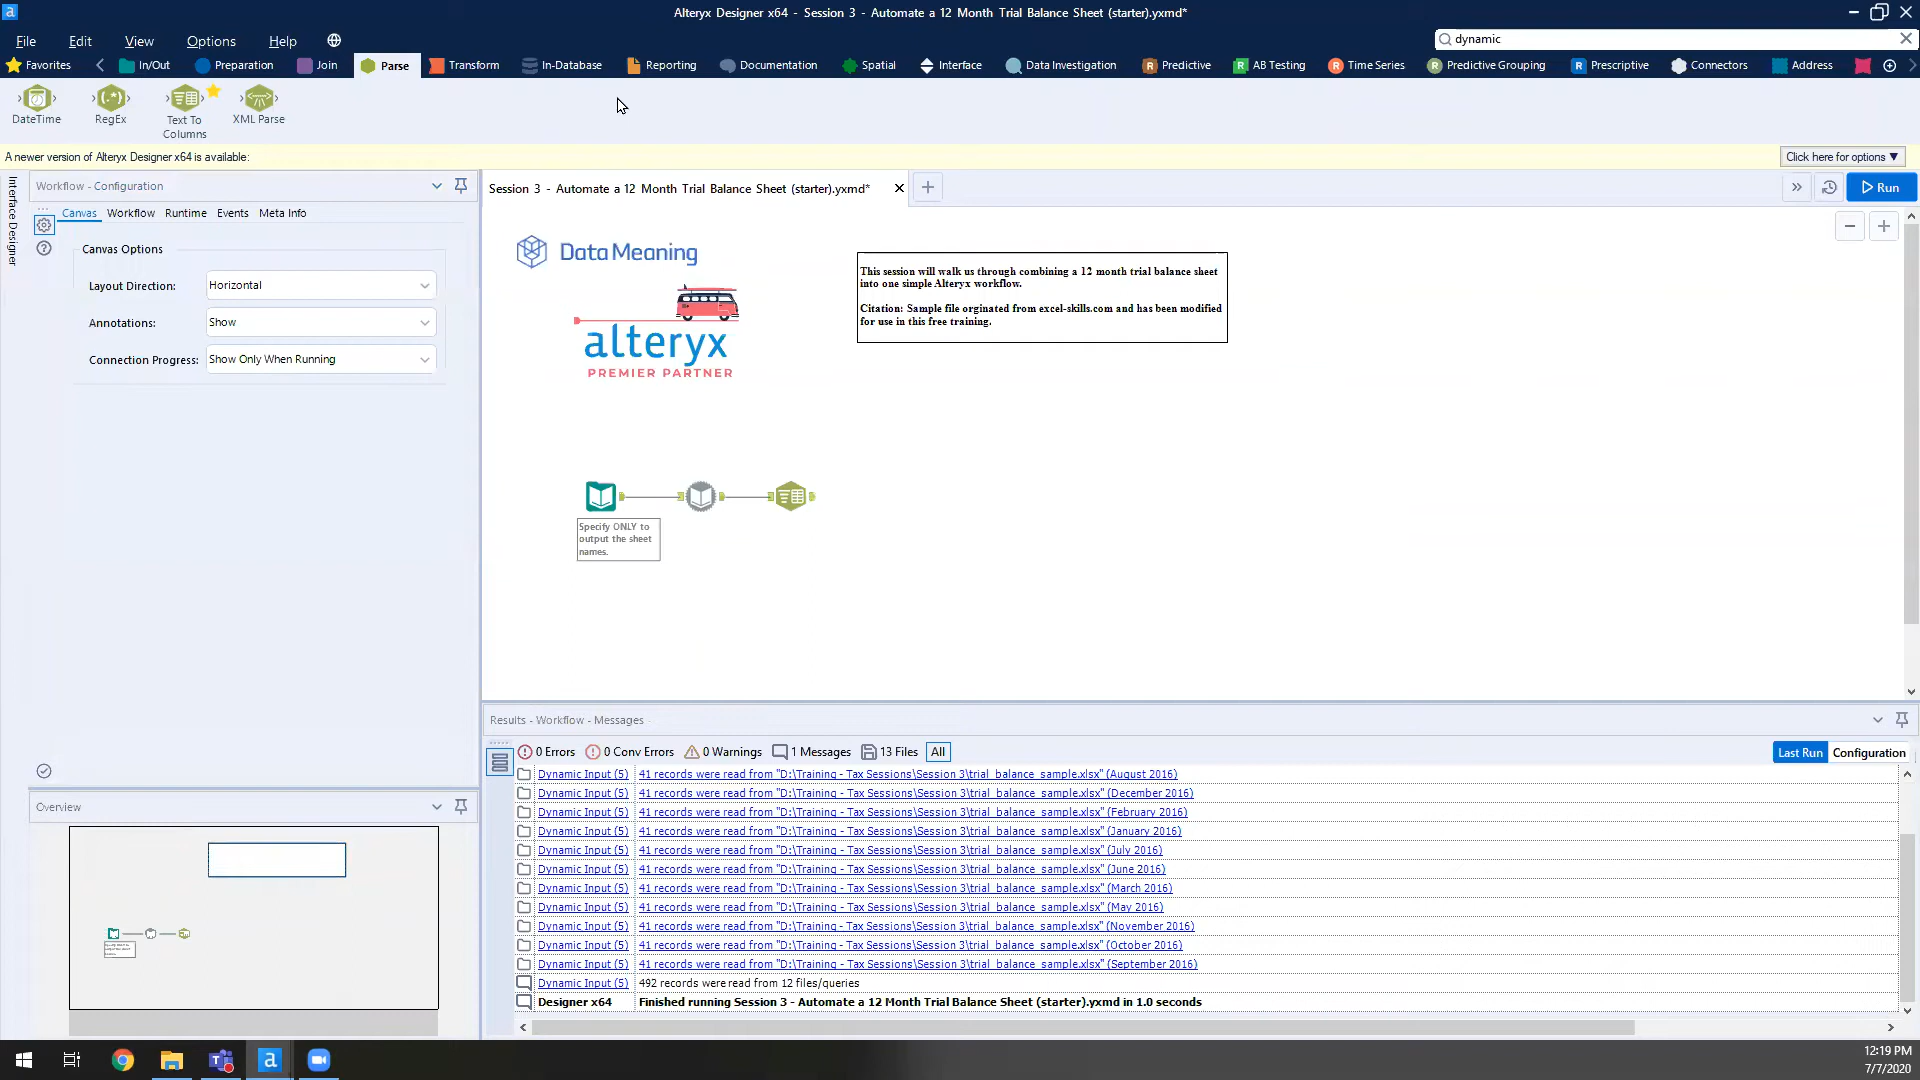 Alteryx Designer x64 - Session 3 - Automate a 12 Month Trial Balance Sheet (starter).yxmd*
File Edit View Options Help
dynamic
Favorites In/Out Preparation Join Parse Transform In-Database Reporting Documentation Spatial Interface Data Investigation Predictive AB Testing Time Series Predictive Grouping Prescriptive Connectors Address
DateTime RegEx Text To Columns XML Parse
A newer version of Alteryx Designer x64 is available:
Click here for options ▼
Interface Designer
Workflow - Configuration
Canvas Workflow Runtime Events Meta Info
Canvas Options
Layout Direction: Horizontal
Annotations: Show
Connection Progress: Show Only When Running
Session 3 - Automate a 12 Month Trial Balance Sheet (starter).yxmd*
Run
Data Meaning
alteryx
PREMIER PARTNER
This session will walk us through combining a 12 month trial balance sheet
into one simple Alteryx workflow.
Citation: Sample file orginated from excel-skills.com and has been modified
for use in this free training.
Specify ONLY to
output the sheet
names.
Overview
Results - Workflow - Messages
0 Errors 0 Conv Errors 0 Warnings 1 Messages 13 Files All
Last Run Configuration
Dynamic Input (5) 41 records were read from "D:\Training - Tax Sessions\Session 3\trial_balance_sample.xlsx" (August 2016)
Dynamic Input (5) 41 records were read from "D:\Training - Tax Sessions\Session 3\trial_balance_sample.xlsx" (December 2016)
Dynamic Input (5) 41 records were read from "D:\Training - Tax Sessions\Session 3\trial_balance_sample.xlsx" (February 2016)
Dynamic Input (5) 41 records were read from "D:\Training - Tax Sessions\Session 3\trial_balance_sample.xlsx" (January 2016)
Dynamic Input (5) 41 records were read from "D:\Training - Tax Sessions\Session 3\trial_balance_sample.xlsx" (July 2016)
Dynamic Input (5) 41 records were read from "D:\Training - Tax Sessions\Session 3\trial_balance_sample.xlsx" (June 2016)
Dynamic Input (5) 41 records were read from "D:\Training - Tax Sessions\Session 3\trial_balance_sample.xlsx" (March 2016)
Dynamic Input (5) 41 records were read from "D:\Training - Tax Sessions\Session 3\trial_balance_sample.xlsx" (May 2016)
Dynamic Input (5) 41 records were read from "D:\Training - Tax Sessions\Session 3\trial_balance_sample.xlsx" (November 2016)
Dynamic Input (5) 41 records were read from "D:\Training - Tax Sessions\Session 3\trial_balance_sample.xlsx" (October 2016)
Dynamic Input (5) 41 records were read from "D:\Training - Tax Sessions\Session 3\trial_balance_sample.xlsx" (September 2016)
Dynamic Input (5) 492 records were read from 12 files/queries
Designer x64 Finished running Session 3 - Automate a 12 Month Trial Balance Sheet (starter).yxmd in 1.0 seconds
12:19 PM
7/7/2020